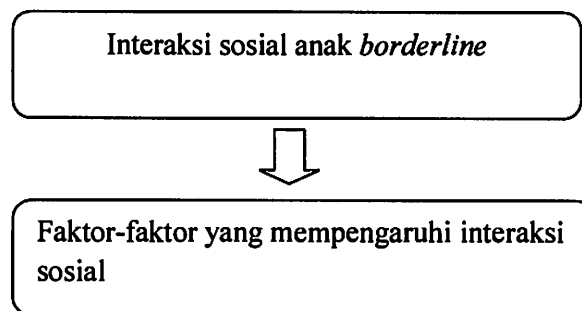 Interaksi sosial anak borderline
Faktor-faktor yang mempengaruhi interaksi
sosial